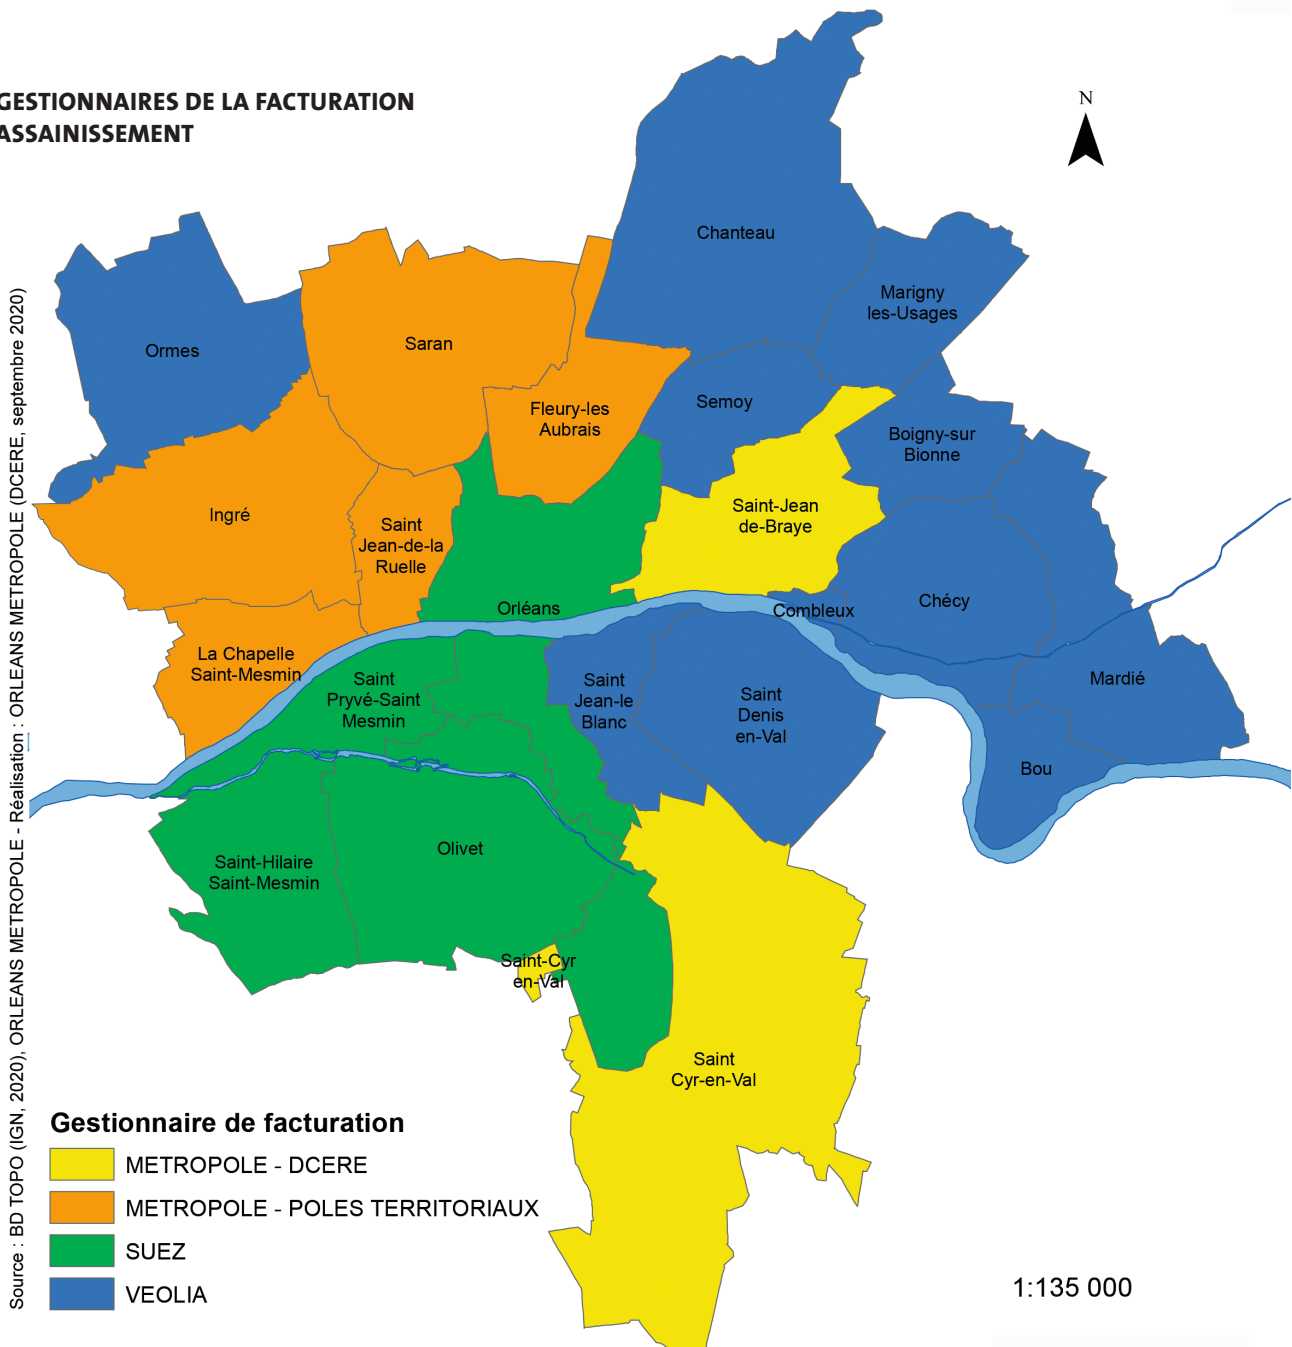 GESTIONNAIRES DE LA FACTURATION
ASSAINISSEMENT
N
Chanteau
Marigny
les-Usages
Ormes
Saran
Semoy
Fleury-les
Aubrais
Boigny-sur
Bionne
Ingré
Saint
Jean-de-la
Ruelle
Saint-Jean
de-Braye
Orléans
Combleux
Chécy
La Chapelle
Saint-Mesmin
Saint
Pryvé-Saint
Mesmin
Saint
Jean-le
Blanc
Saint
Denis
en-Val
Mardié
Bou
Saint-Hilaire
Saint-Mesmin
Olivet
Saint-Cyr
en-Val
Saint
Cyr-en-Val
Gestionnaire de facturation
METROPOLE - DCERE
METROPOLE - POLES TERRITORIAUX
SUEZ
VEOLIA
1:135 000
Source : BD TOPO (IGN, 2020), ORLEANS METROPOLE - Réalisation : ORLEANS METROPOLE (DCERE, septembre 2020)